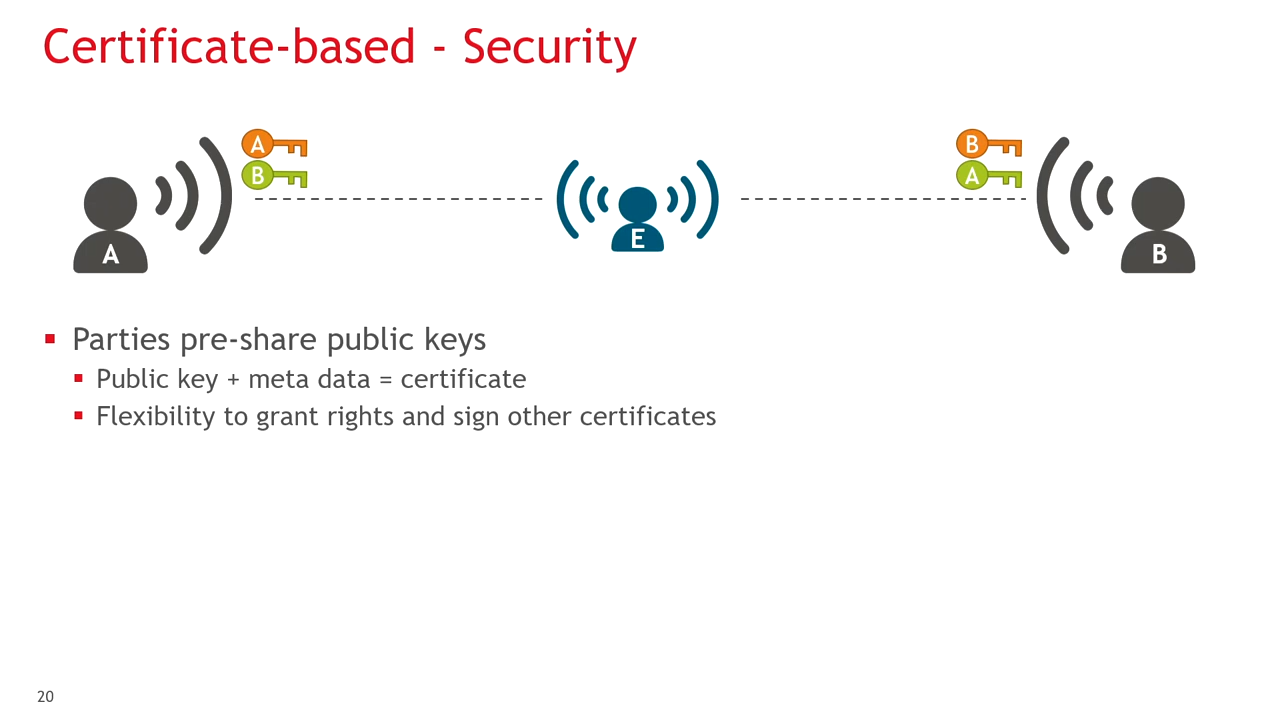 Certificate-based - Security
A
B
B
A
A
E
B
Parties pre-share public keys
Public key + meta data = certificate
Flexibility to grant rights and sign other certificates
20